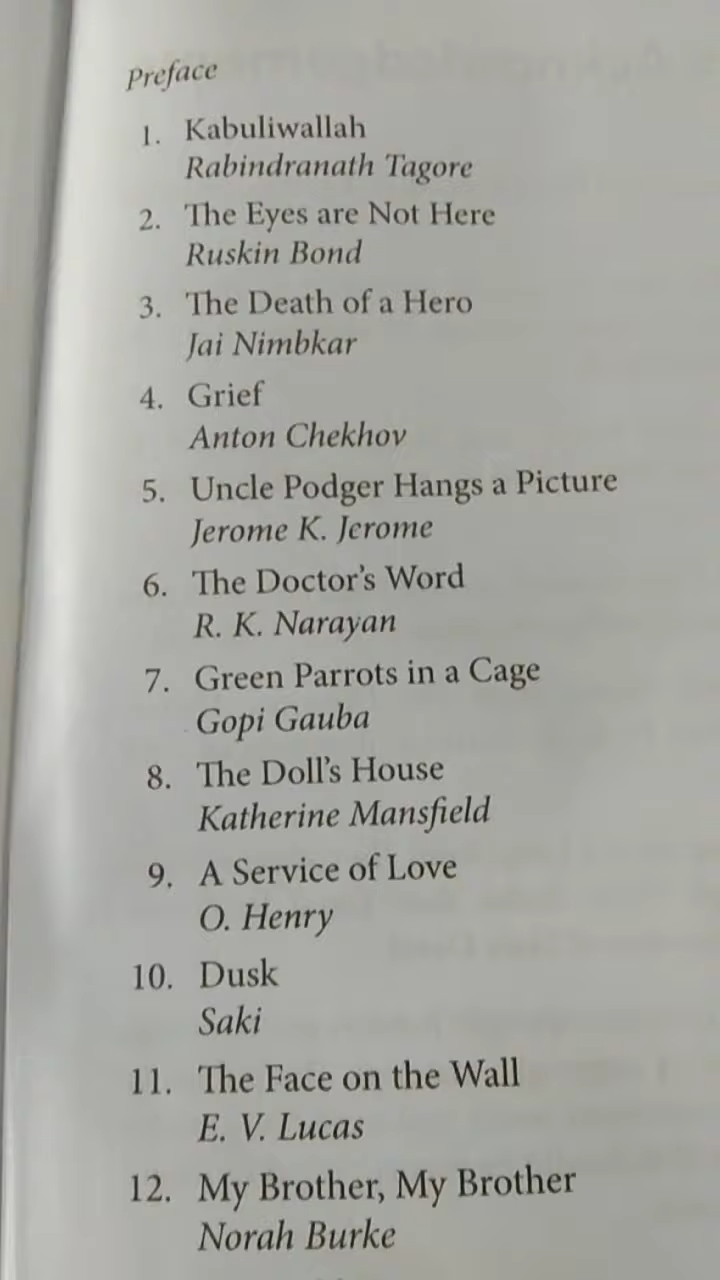 Preface
1. Kabuliwallah
Rabindranath Tagore
2. The Eyes are Not Here
Ruskin Bond
3. The Death of a Hero
Jai Nimbkar
4. Grief
Anton Chekhov
5. Uncle Podger Hangs a Picture
Jerome K. Jerome
6. The Doctor's Word
R. K. Narayan
7. Green Parrots in a Cage
Gopi Gauba
8. The Doll's House
Katherine Mansfield
9. A Service of Love
O. Henry
10. Dusk
Saki
11. The Face on the Wall
E. V. Lucas
12. My Brother, My Brother
Norah Burke